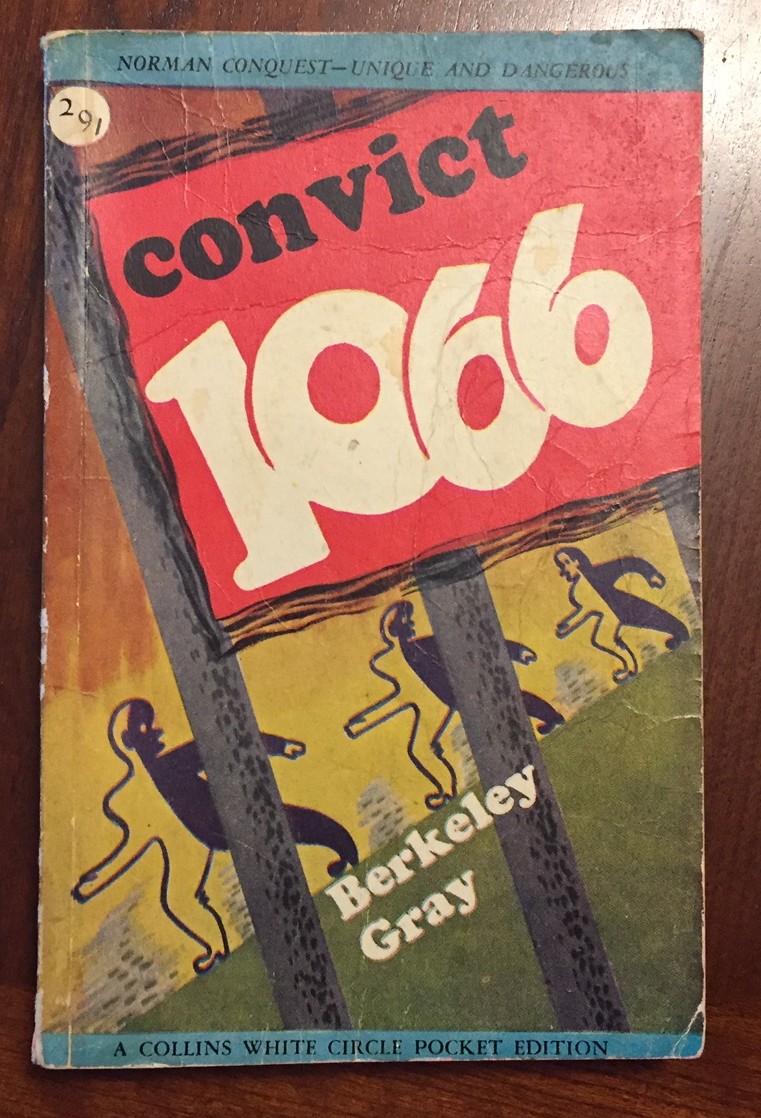 NORMAN CONQUEST—UNIQUE AND DANGEROUS
291
convict
1066
Berkeley
Gray
A COLLINS WHITE CIRCLE POCKET EDITION